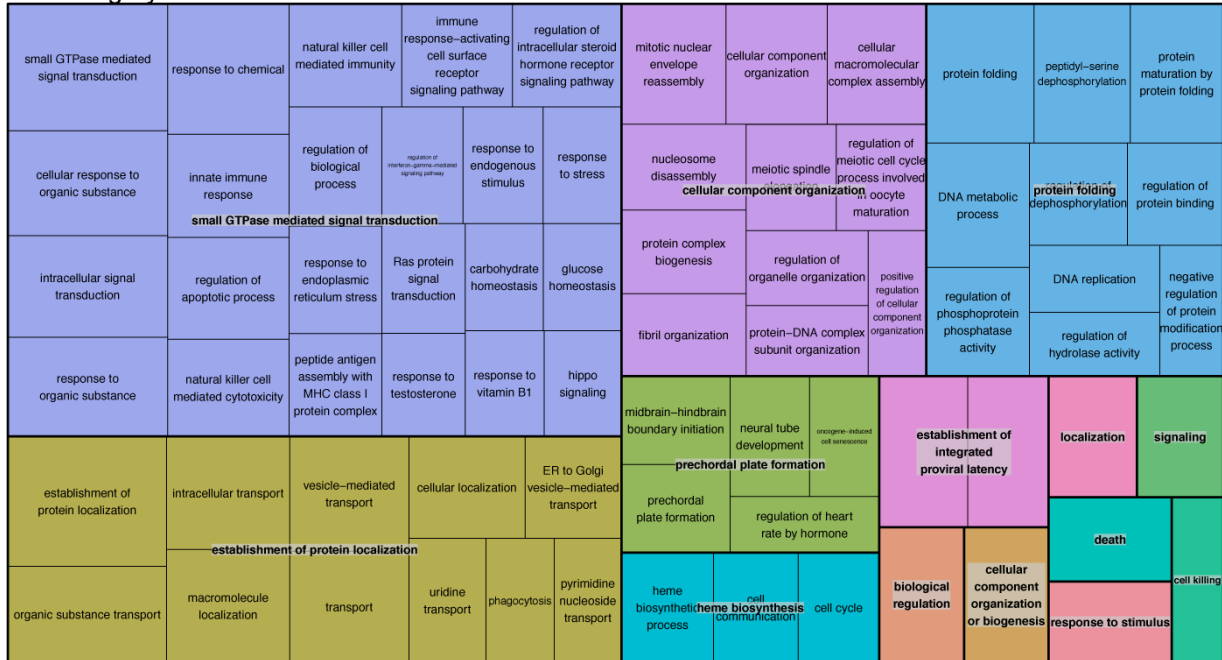 small GTPase mediated
signal transduction
response to chemical
natural killer cell
mediated immunity
immune
response−activating
cell surface
receptor
signaling pathway
regulation of
intracellular steroid
hormone receptor
signaling pathway
cellular response to
organic substance
innate immune
response
regulation of
biological
process
regulation of
interferon−gamma−mediated
signaling pathway
response to
endogenous
stimulus
response
to stress
small GTPase mediated signal transduction
intracellular signal
transduction
regulation of
apoptotic process
response to
endoplasmic
reticulum stress
Ras protein
signal
transduction
carbohydrate
homeostasis
glucose
homeostasis
response to
organic substance
natural killer cell
mediated cytotoxicity
peptide antigen
assembly with
MHC class I
protein complex
response to
testosterone
response to
vitamin B1
hippo
signaling
mitotic nuclear
envelope
reassembly
cellular component
organization
cellular
macromolecular
complex assembly
nucleosome
disassembly
meiotic spindle
regulation of
meiotic cell cycle
process involved
in oocyte
maturation
cellular component organization
protein complex
biogenesis
regulation of
organelle organization
positive
regulation
of cellular
component
organization
fibril organization
protein−DNA complex
subunit organization
protein folding
peptidyl−serine
dephosphorylation
protein
maturation by
protein folding
DNA metabolic
process
regulation of
dephosphorylation
regulation of
protein binding
protein folding
regulation of
phosphoprotein
phosphatase
activity
DNA replication
regulation of
hydrolase activity
negative
regulation
of protein
modification
process
establishment of
protein localization
intracellular transport
vesicle−mediated
transport
cellular localization
ER to Golgi
vesicle−mediated
transport
establishment of protein localization
organic substance transport
macromolecule
localization
transport
uridine
transport
phagocytosis
pyrimidine
nucleoside
transport
midbrain−hindbrain
boundary initiation
neural tube
development
oncogene−induced
cell senescence
prechordal plate formation
prechordal
plate formation
regulation of heart
rate by hormone
heme
biosynthetic
process
cell
communication
cell cycle
heme biosynthesis
establishment of
integrated
proviral latency
localization
signaling
biological
regulation
cellular
component
organization
or biogenesis
death
response to stimulus
cell killing